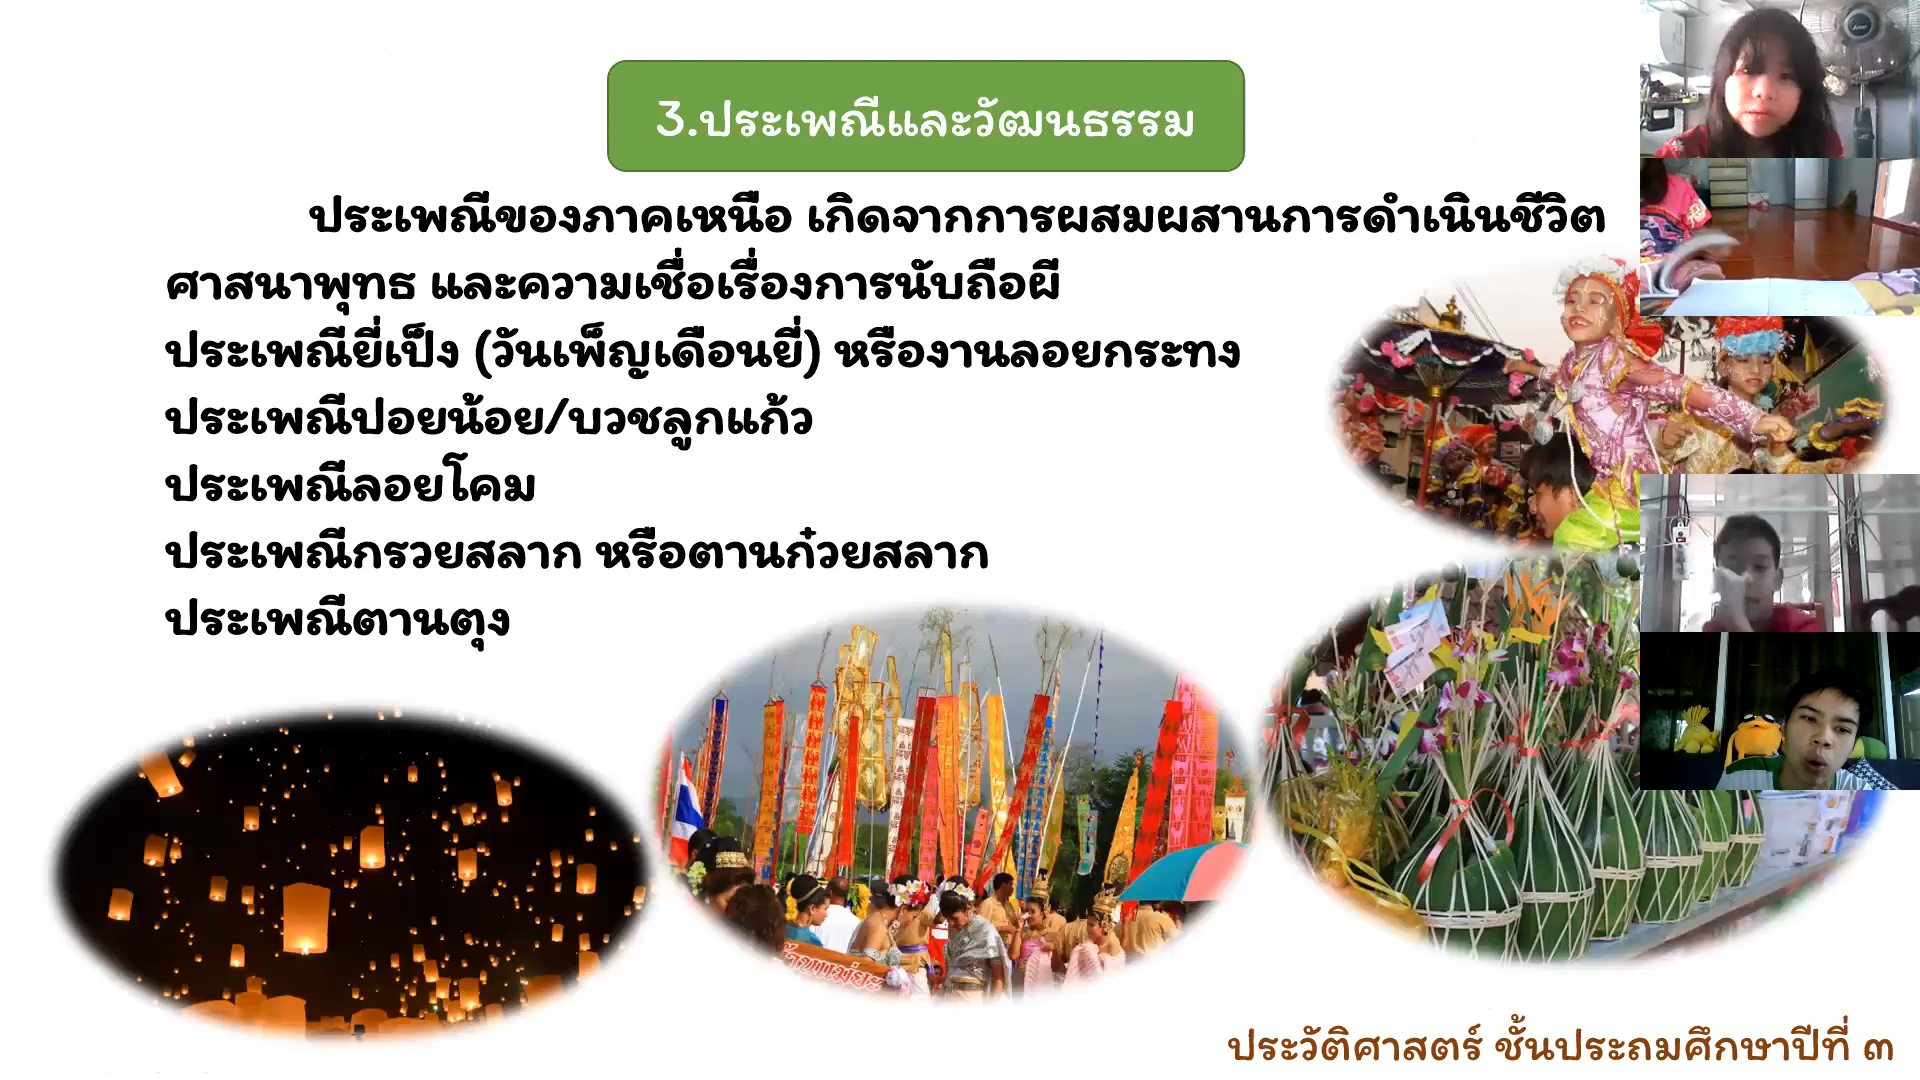 3.ประเพณีและวัฒนธรรม
ประเพณีของภาคเหนือ เกิดจากการผสมผสานการดำเนินชีวิต
ศาสนาพุทธ และความเชื่อเรื่องการนับถือผี
ประเพณียี่เป็ง (วันเพ็ญเดือนยี่) หรืองานลอยกระทง
ประเพณีปอยน้อย/บวชลูกแก้ว
ประเพณีลอยโคม
ประเพณีกรวยสลาก หรือตานก๋วยสลาก
ประเพณีตานตุง
ประวัติศาสตร์ ชั้นประถมศึกษาปีที่ ๓